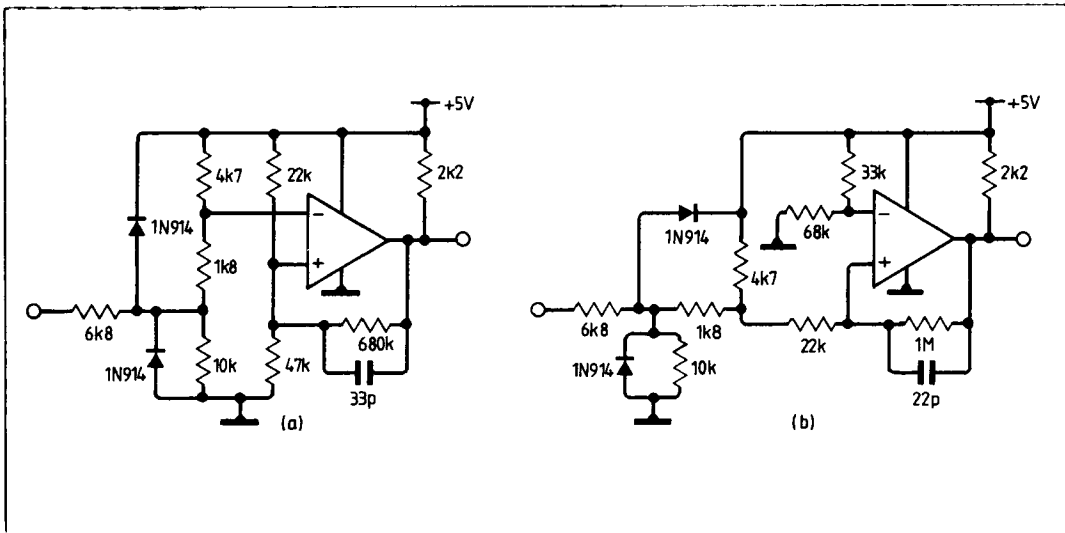 +5V
4k7
22k
2k2
1N914
−
1k8
+
6k8
680k
1N914
10k
47k
33p
(a)
+5V
33k
2k2
1N914
68k
−
4k7
+
6k8
1k8
22k
1M
1N914
10k
22p
(b)